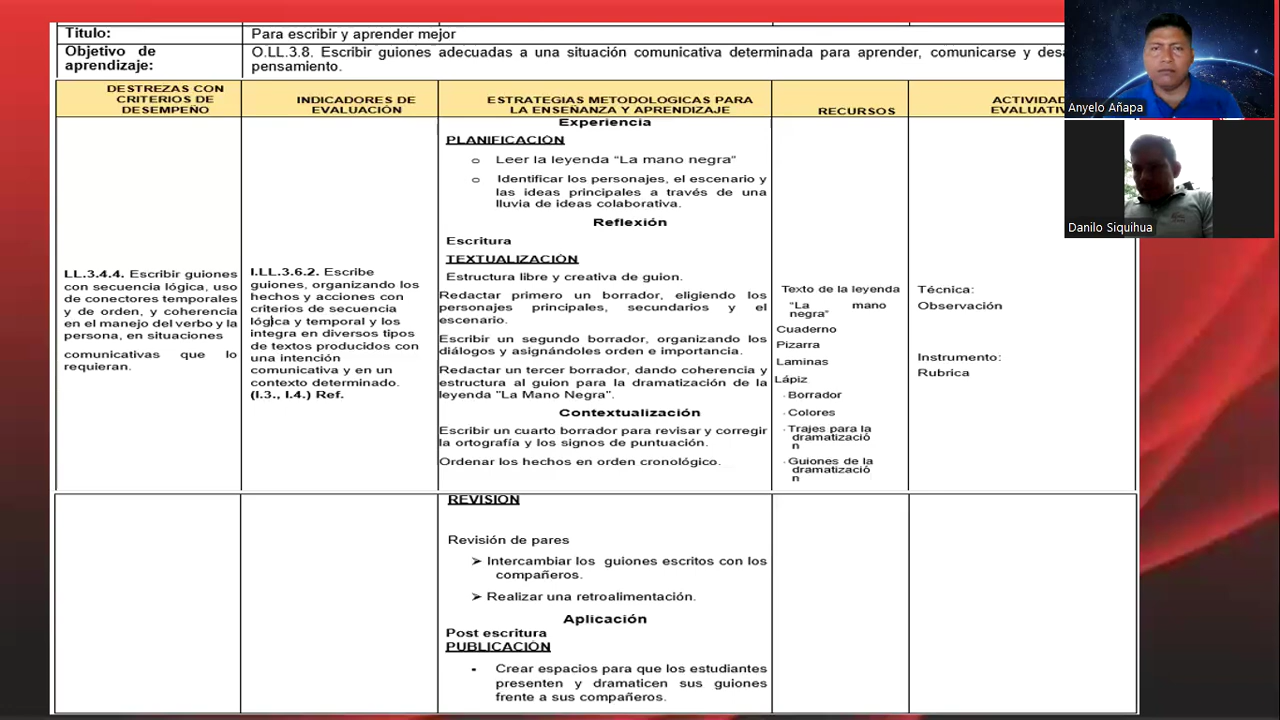 Titulo:
Para escribir y aprender mejor
Objetivo de
aprendizaje:
O.LL.3.8. Escribir guiones adecuadas a una situación comunicativa determinada para aprender, comunicarse y
pensamiento.
DESTREZAS CON
CRITERIOS DE
DESEMPEÑO
INDICADORES DE
EVALUACIÓN
ESTRATEGIAS METODOLOGICAS PARA
LA ENSEÑANZA Y APRENDIZAJE
RECURSOS
LL.3.4.4. Escribir guiones
con secuencia lógica, uso
de conectores temporales
y de orden, y coherencia
en el manejo del verbo y la
persona, en situaciones
comunicativas que lo
requieran.
I.LL.3.6.2. Escribe
guiones, organizando los
hechos y acciones con
criterios de secuencia
lógica y temporal y los
integra en diversos tipos
de textos producidos con
una intención
comunicativa y en un
contexto determinado.
(I.3., I.4.) Ref.
Experiencia
PLANIFICACIÓN
o Leer la leyenda “La mano negra”
o Identificar los personajes, el escenario y
las ideas principales a través de una
lluvia de ideas colaborativa.
Reflexión
Escritura
TEXTUALIZACIÓN
Estructura libre y creativa de guion.
Redactar primero un borrador, eligiendo los
personajes principales, secundarios y el
escenario.
Escribir un segundo borrador, organizando los
diálogos y asignándoles orden e importancia.
Redactar un tercer borrador, dando coherencia y
estructura al guion para la dramatización de la
leyenda "La Mano Negra".
Contextualización
Escribir un cuarto borrador para revisar y corregir
la ortografía y los signos de puntuación.
Ordenar los hechos en orden cronológico.
Texto de la leyenda
“La mano
negra”
Cuaderno
Pizarra
Laminas
Lápiz
Borrador
Colores
Trajes para la
dramatizació
n
Guiones de la
dramatizació
n
Técnica:
Observación
Instrumento:
Rubrica
REVISION
Revisión de pares
➢ Intercambiar los guiones escritos con los
compañeros.
➢ Realizar una retroalimentación.
Aplicación
Post escritura
PUBLICACIÓN
- Crear espacios para que los estudiantes
presenten y dramaticen sus guiones
frente a sus compañeros.
Anyelo Añapa
Danilo Siquihua